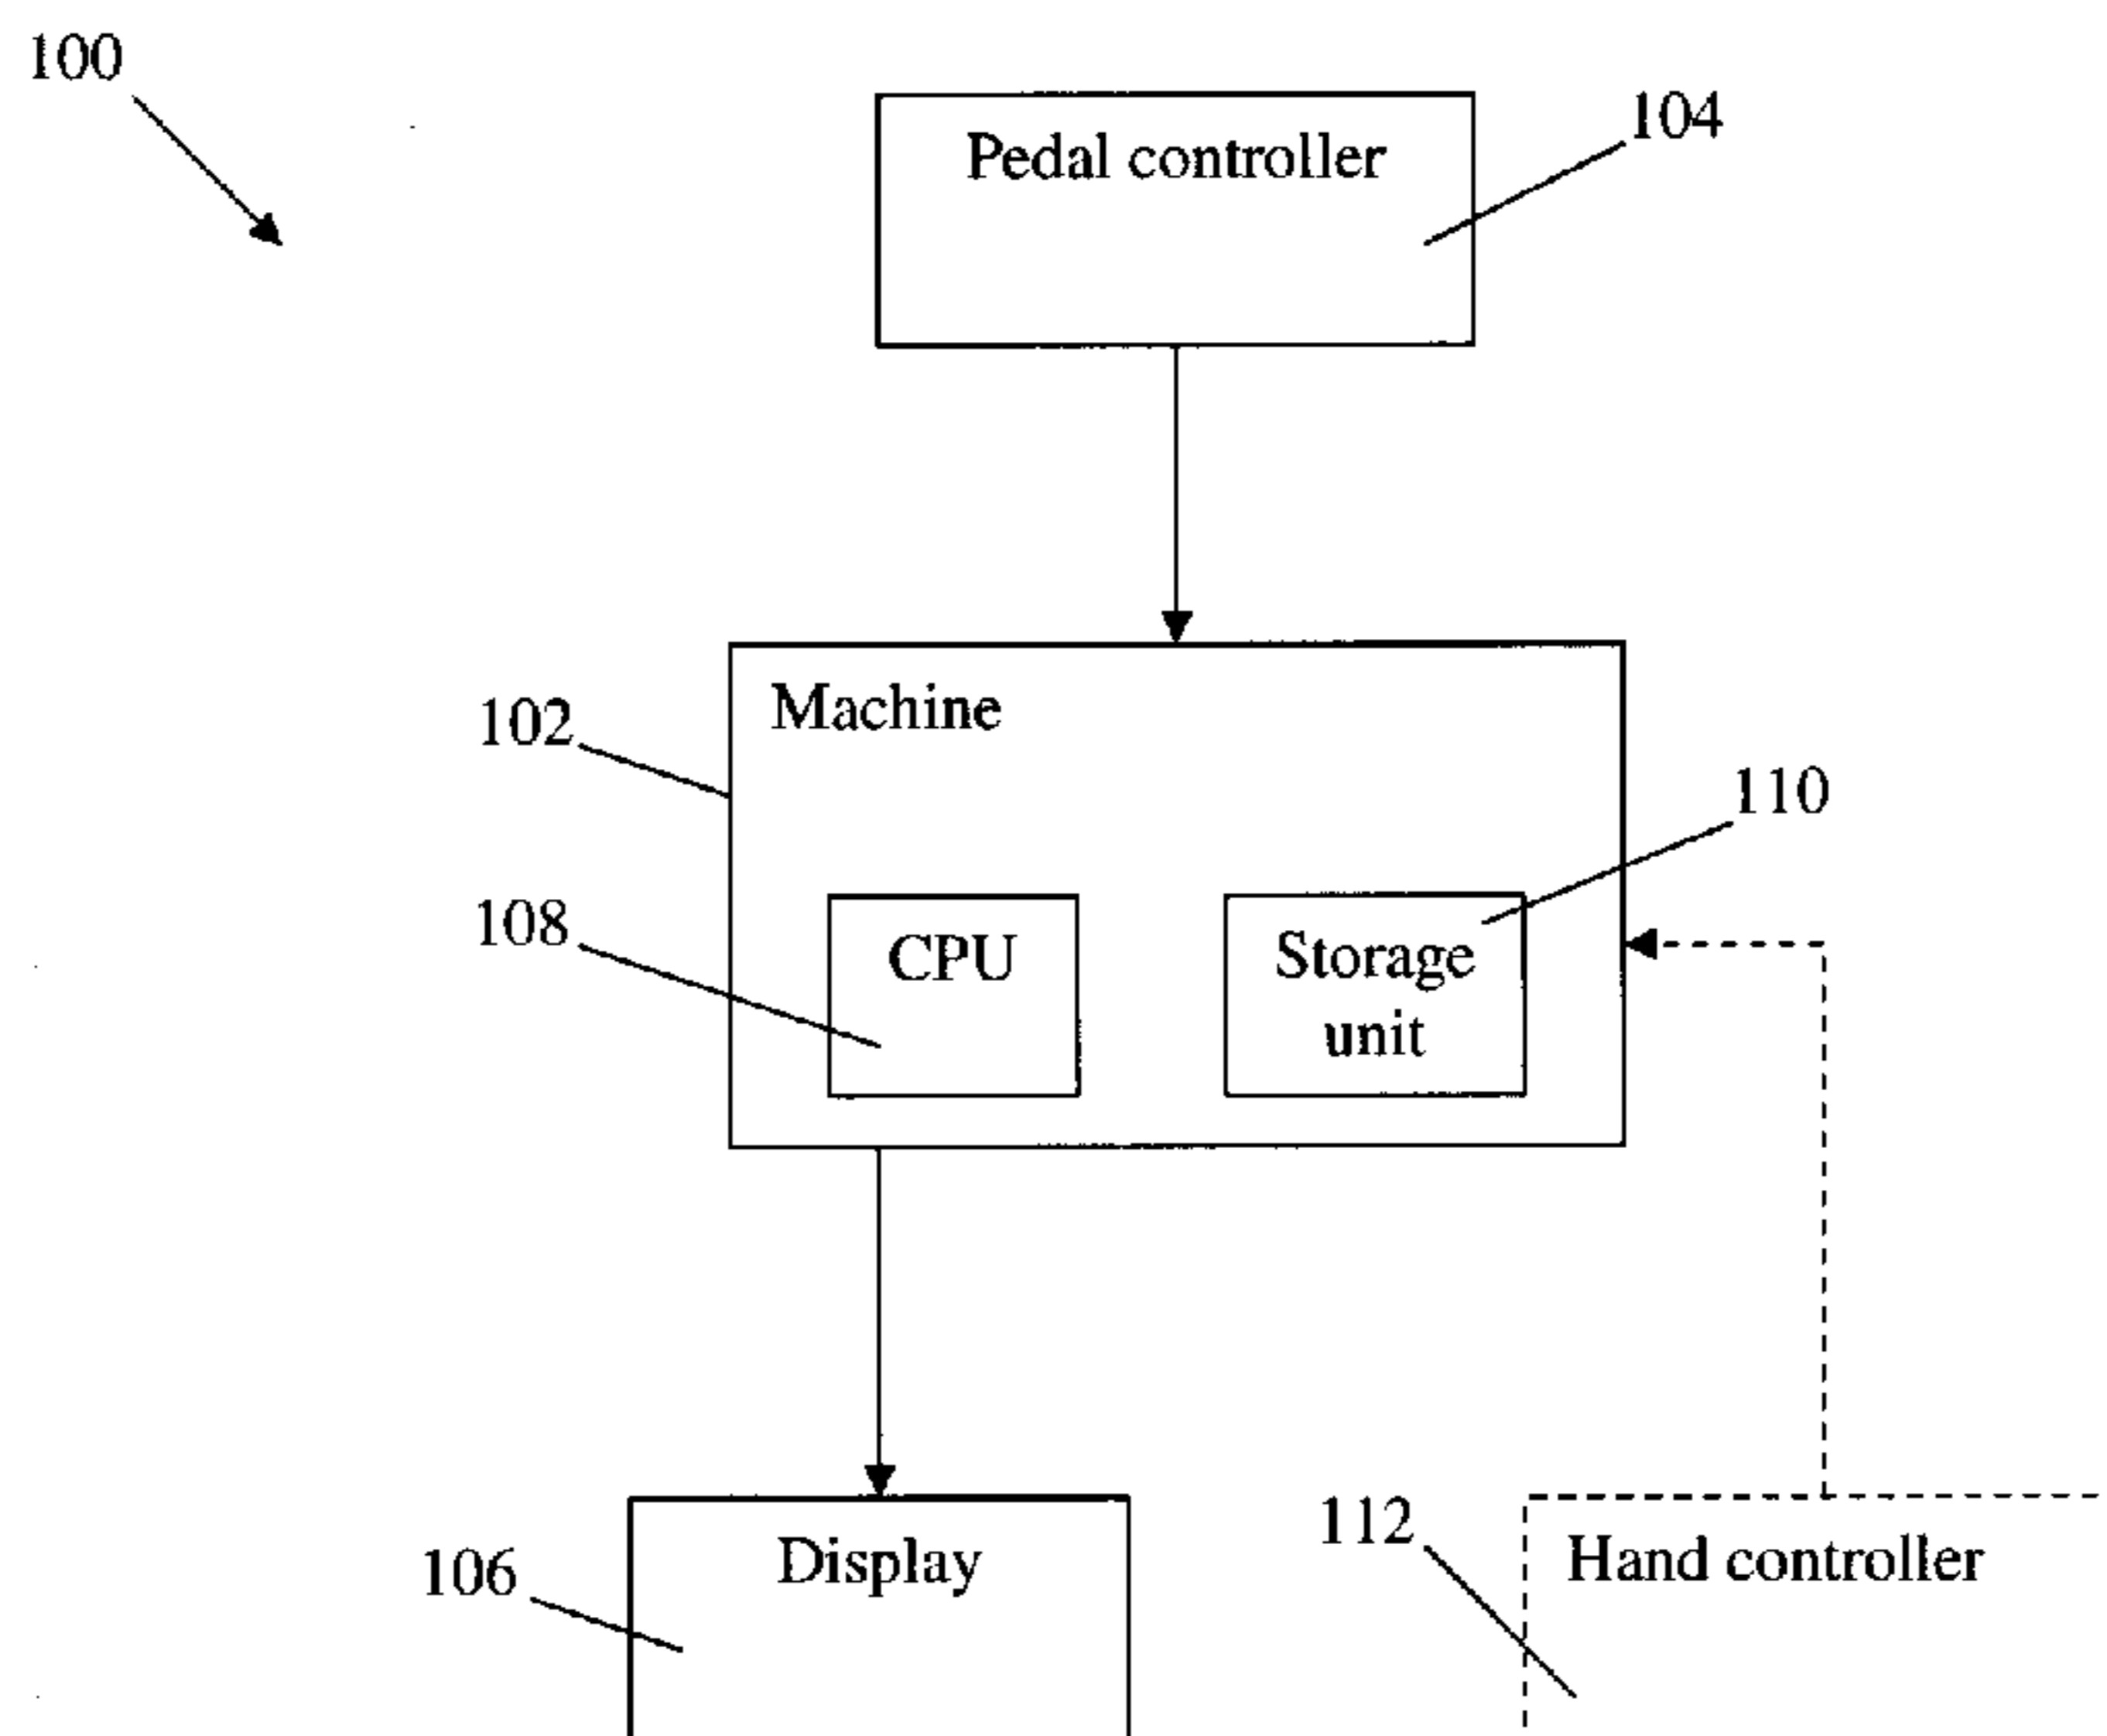 100
104
Pedal controller
102
Machine
110
108
CPU
Storage
unit
106
Display
112
Hand controller